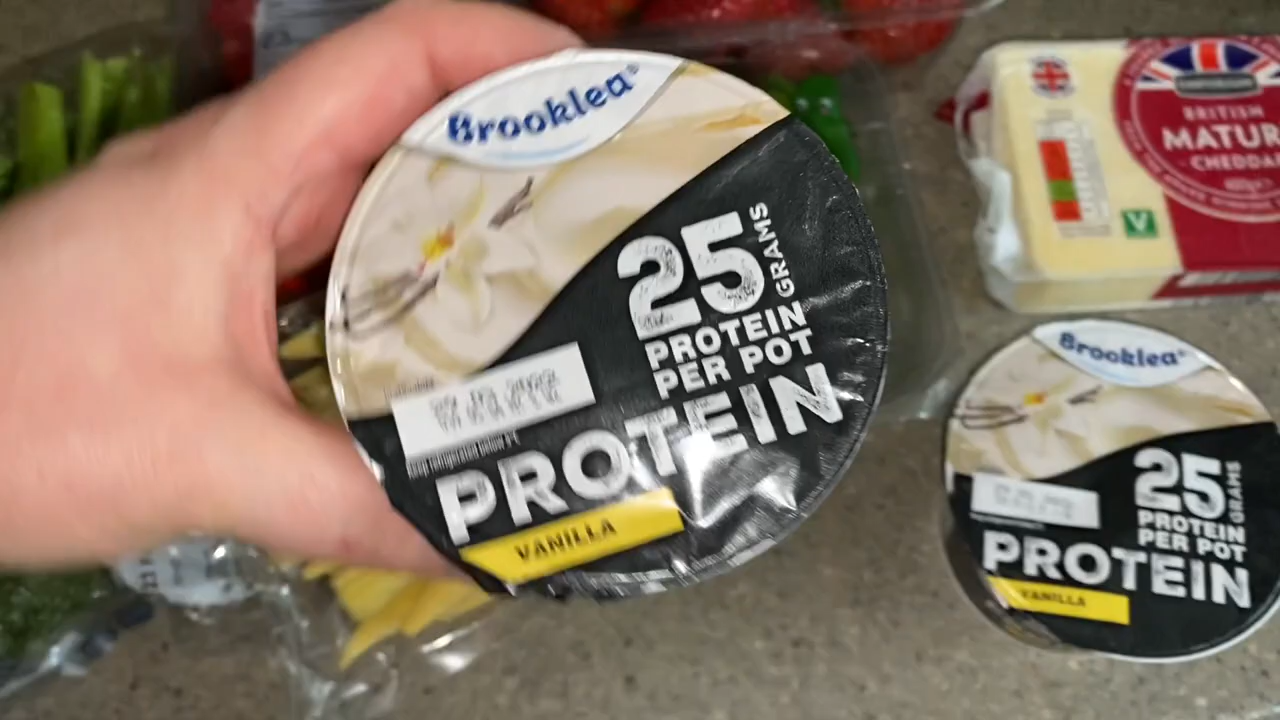 Brooklea
25
GRAMS
PROTEIN
PER POT
PROTEIN
VANILLA
BRITISH
MATUR
CHEDDA
V
Brooklea
25
GRAMS
PROTEIN
PER POT
PROTEIN
VANILLA